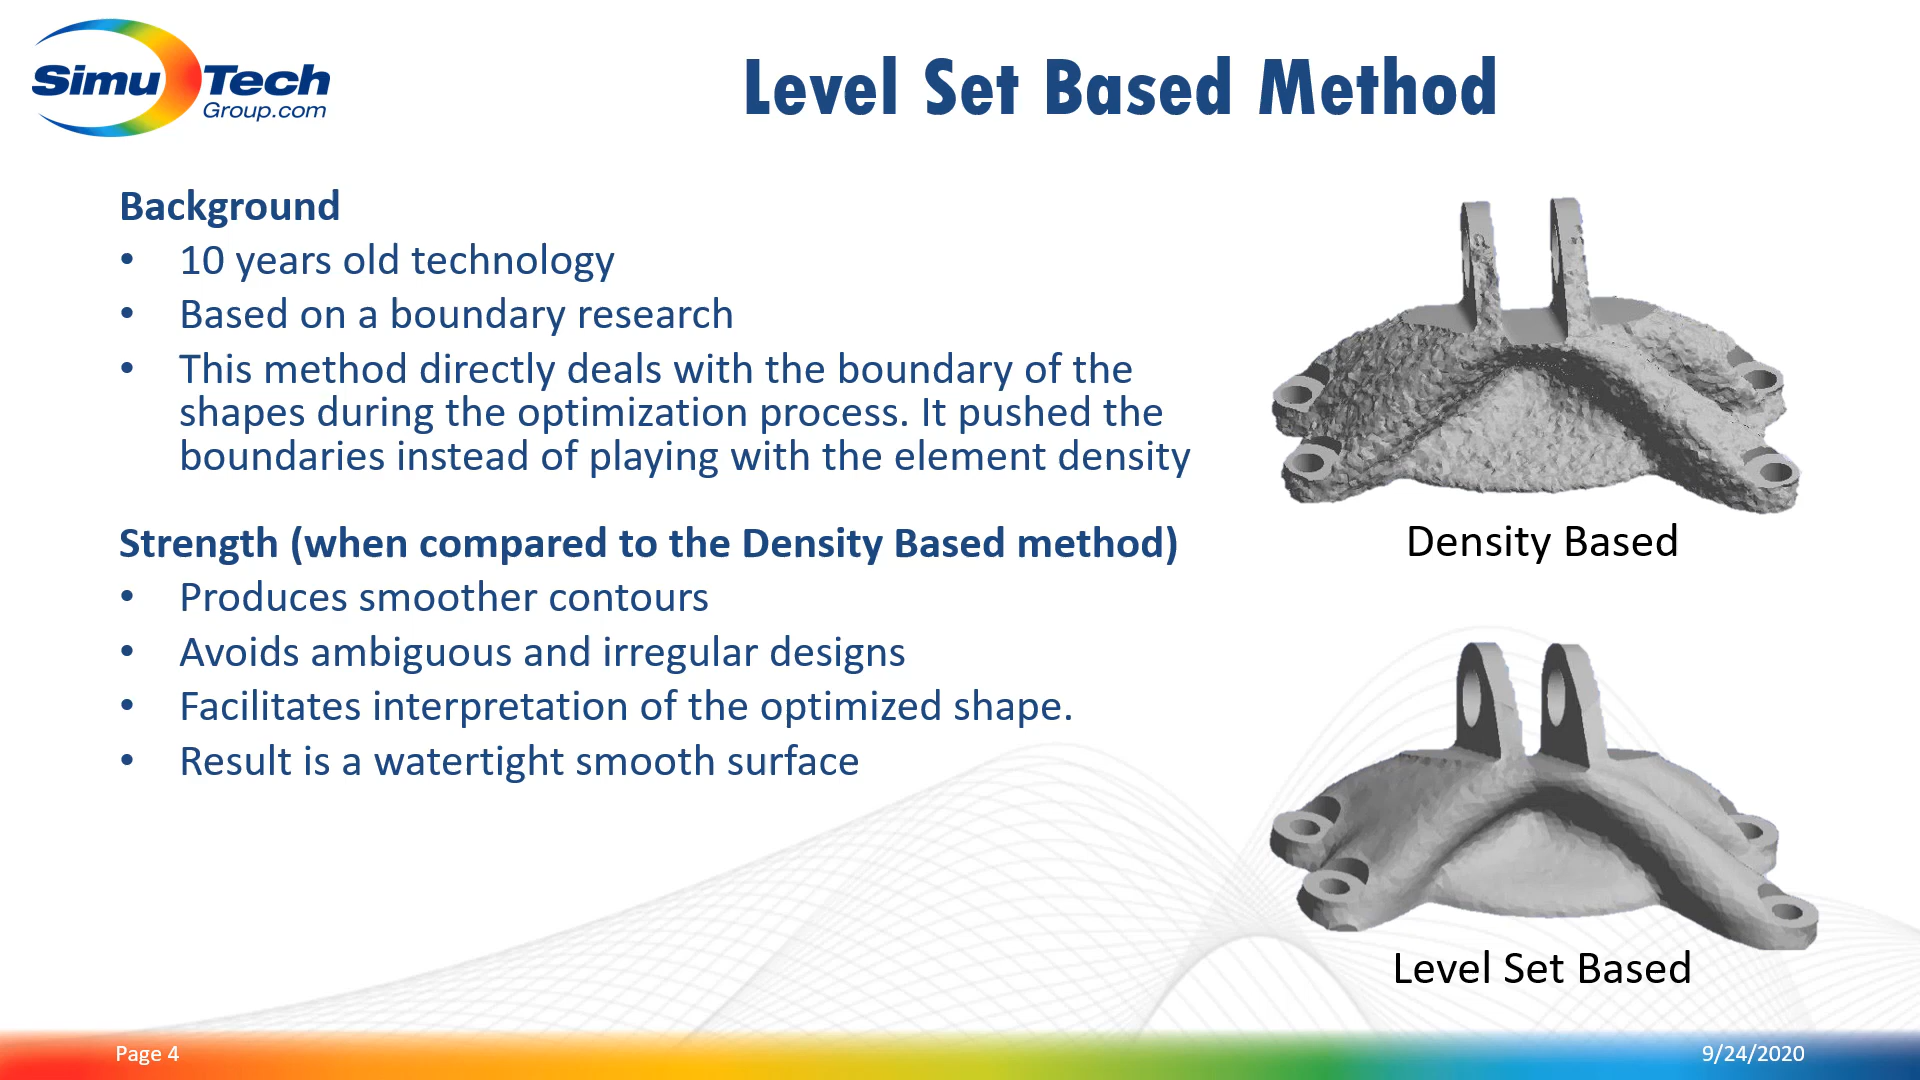 Simu Tech
Group.com
Level Set Based Method
Background
• 10 years old technology
• Based on a boundary research
• This method directly deals with the boundary of the
shapes during the optimization process. It pushed the
boundaries instead of playing with the element density
Strength (when compared to the Density Based method)
• Produces smoother contours
• Avoids ambiguous and irregular designs
• Facilitates interpretation of the optimized shape.
• Result is a watertight smooth surface
Density Based
Level Set Based
Page 4
9/24/2020